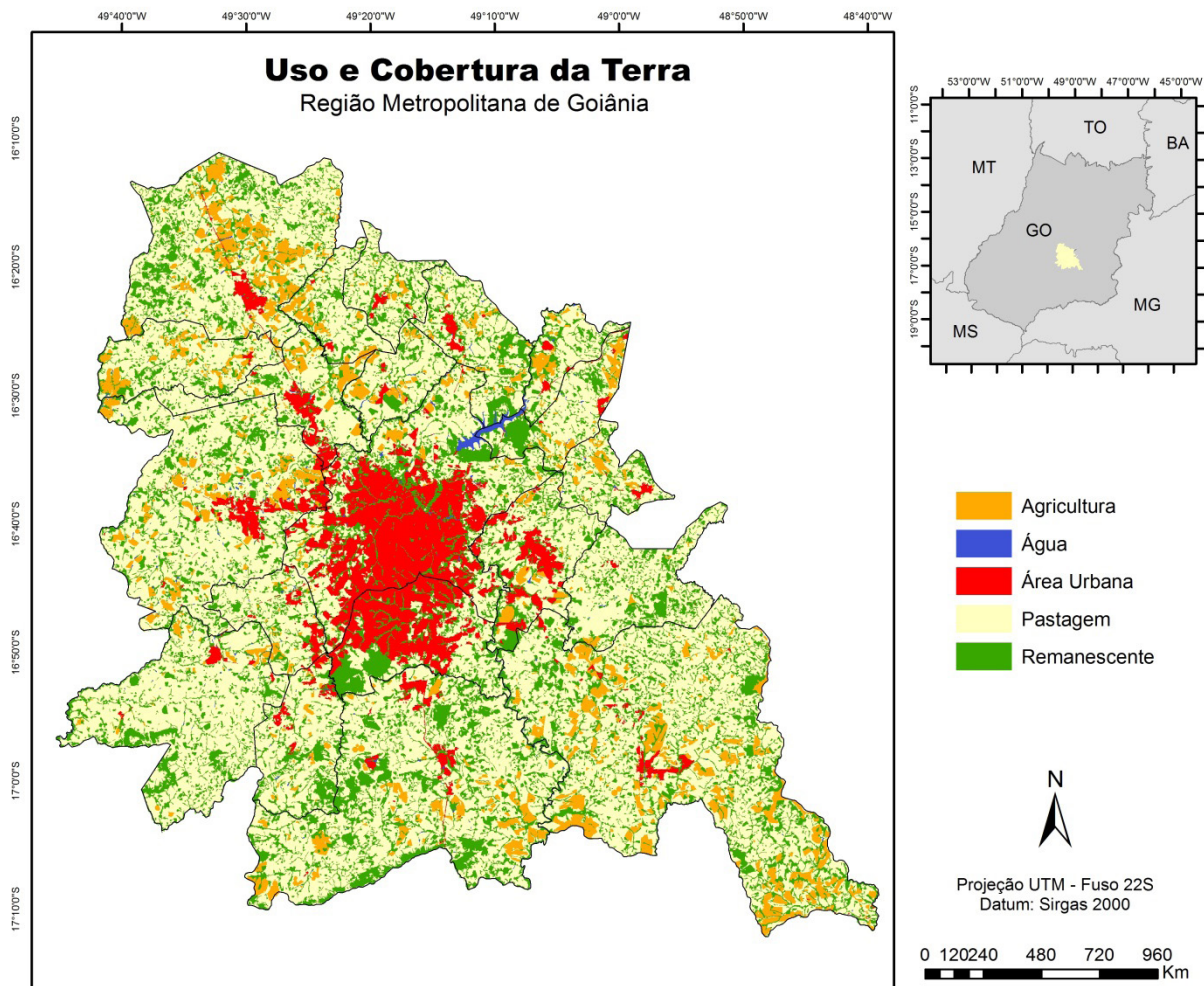 49°40'0"W 49°30'0"W 49°20'0"W 49°10'0"W 49°0'0"W 48°50'0"W 48°40'0"W
Uso e Cobertura da Terra
Região Metropolitana de Goiânia
16°10'0"S
16°20'0"S
16°30'0"S
16°40'0"S
16°50'0"S
17°0'0"S
17°10'0"S
53°0'0"W 51°0'0"W 49°0'0"W 47°0'0"W 45°0'0"W
11°0'0"S
13°0'0"S
15°0'0"S
17°0'0"S
19°0'0"S
TO
BA
MT
GO
MG
MS
Agricultura
Água
Área Urbana
Pastagem
Remanescente
N
Projeção UTM - Fuso 22S
Datum: Sirgas 2000
0 120240 480 720 960
Km